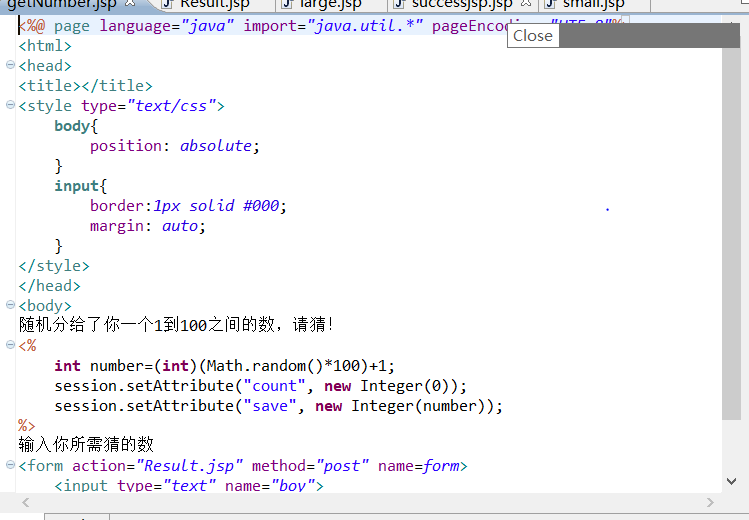 getNumber.jsp Result.jsp large.jsp successjsp.jsp small.jsp
<%@ page language="java" import="java.util.*"
Close
<html>
<head>
<title></title>
<style type="text/css">
body{
position: absolute;
}
input{
border:1px solid #000;
margin: auto;
}
</style>
</head>
<body>
随机分给了你一个1到100之间的数，请猜！
<%
int number=(int)(Math.random()*100)+1;
session.setAttribute("count", new Integer(0));
session.setAttribute("save", new Integer(number));
%>
输入你所需猜的数
<form action="Result.jsp" method="post" name=form>
<input type="text" name="boy">